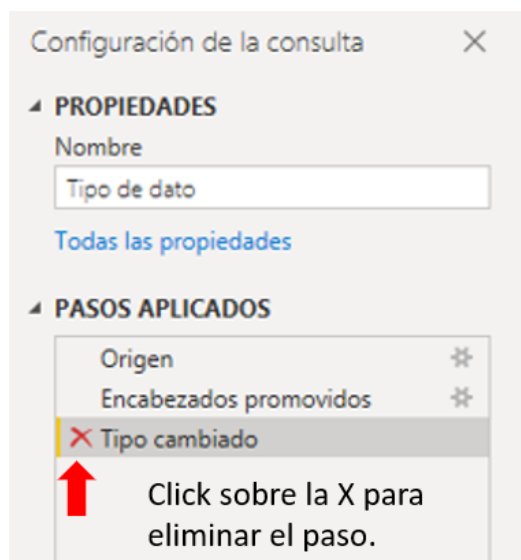 Configuración de la consulta
PROPIEDADES
Nombre
Tipo de dato
Todas las propiedades
PASOS APLICADOS
Origen
Encabezados promovidos
Tipo cambiado
Click sobre la X para
eliminar el paso.